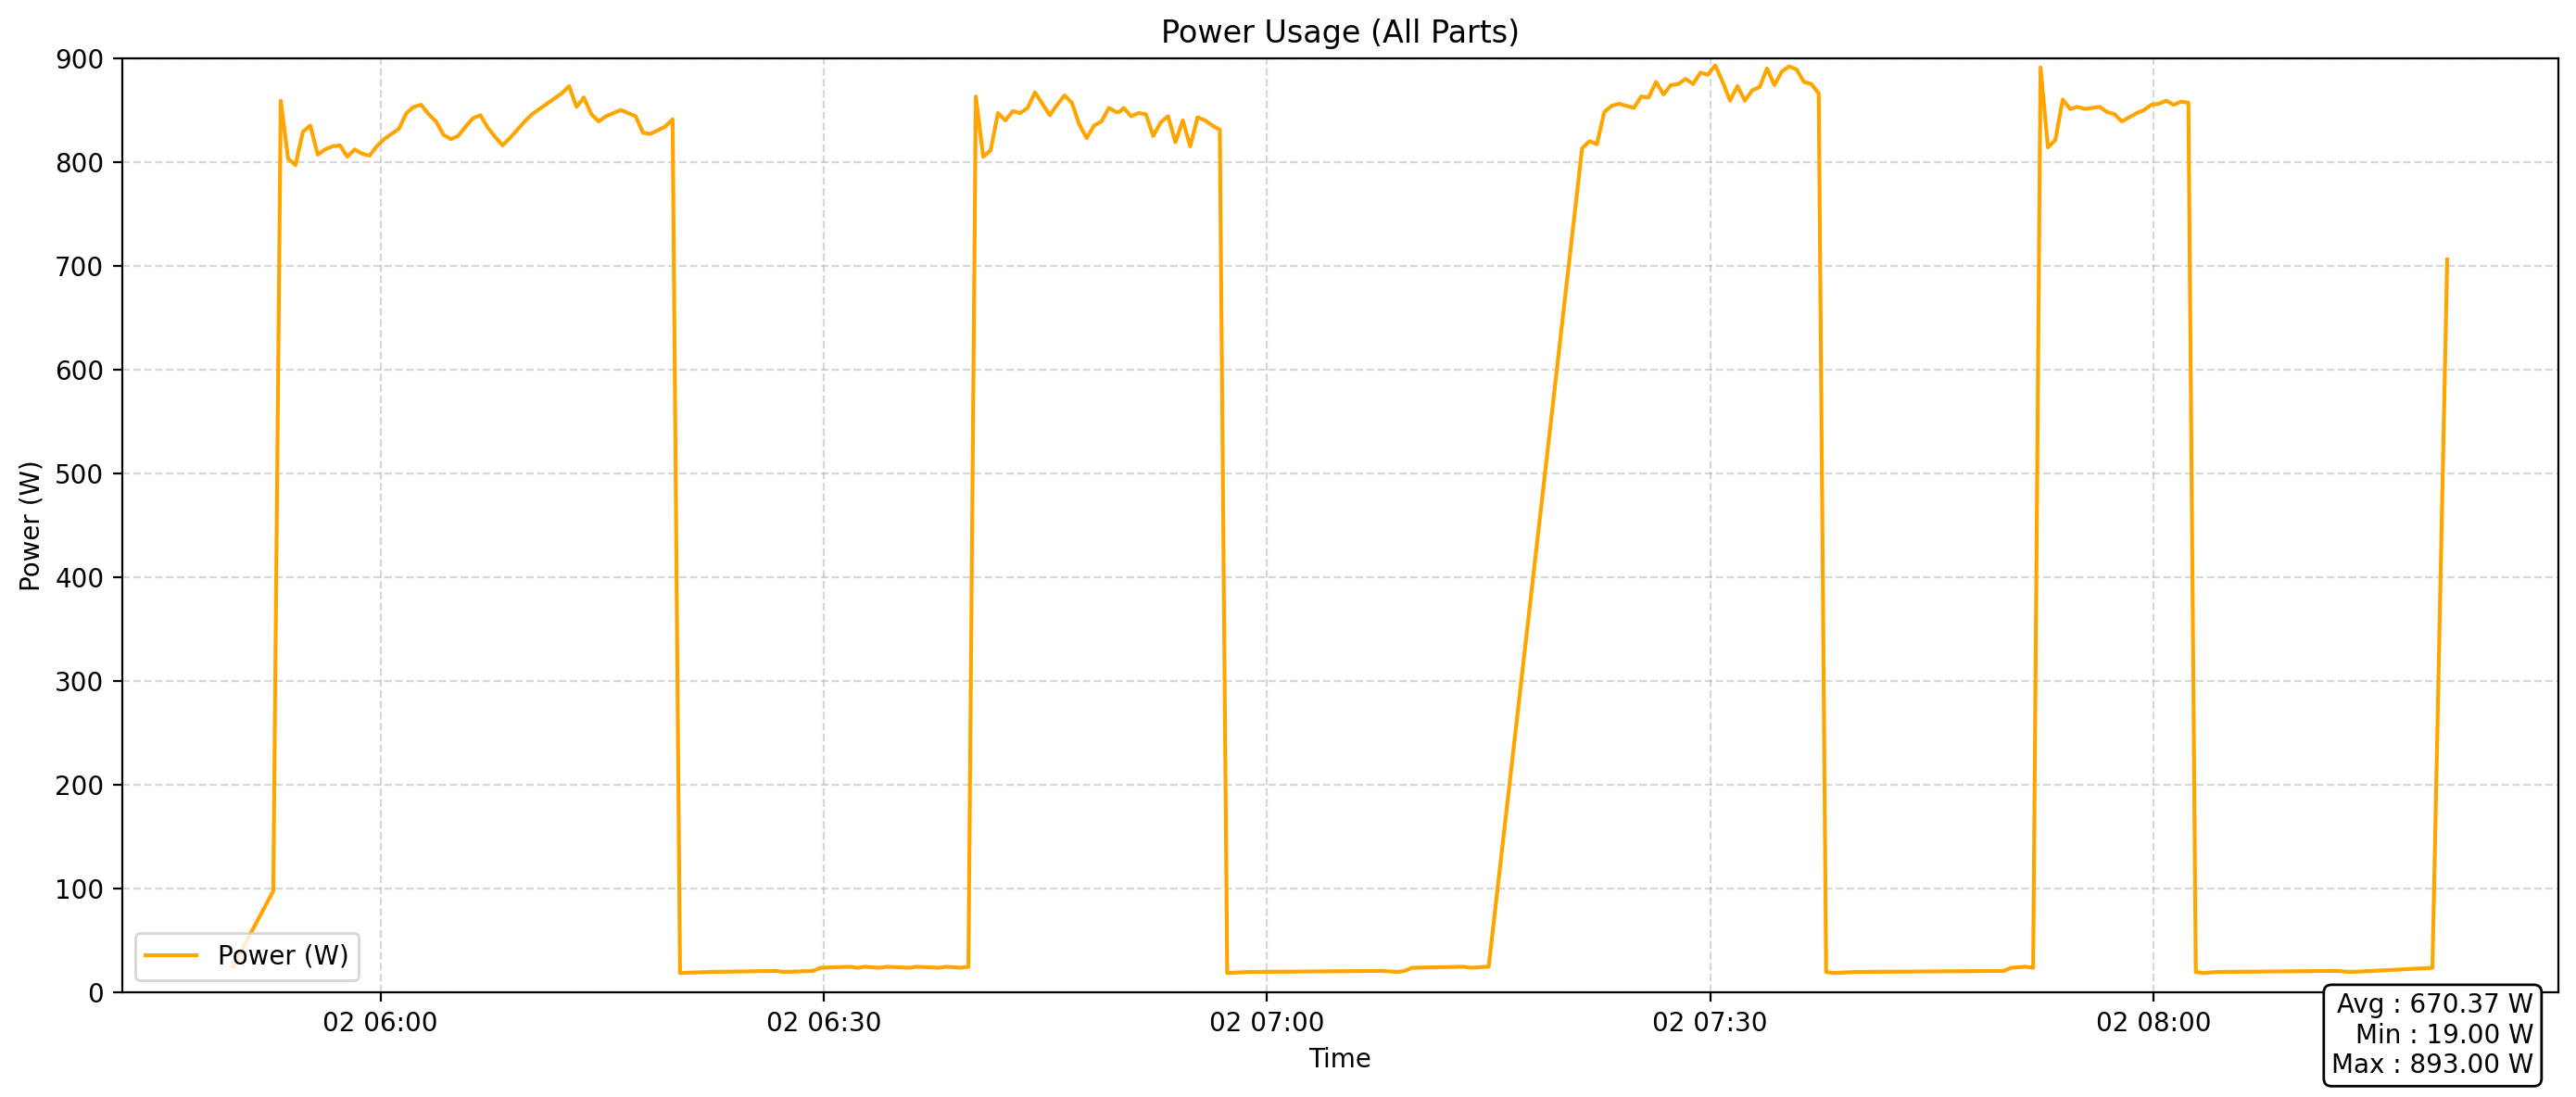 Power Usage (All Parts)
900
800
700
600
500
400
300
200
100
0
Power (W)
Power (W)
02 06:00
02 06:30
02 07:00
02 07:30
02 08:00
Time
Avg : 670.37 W
Min : 19.00 W
Max : 893.00 W